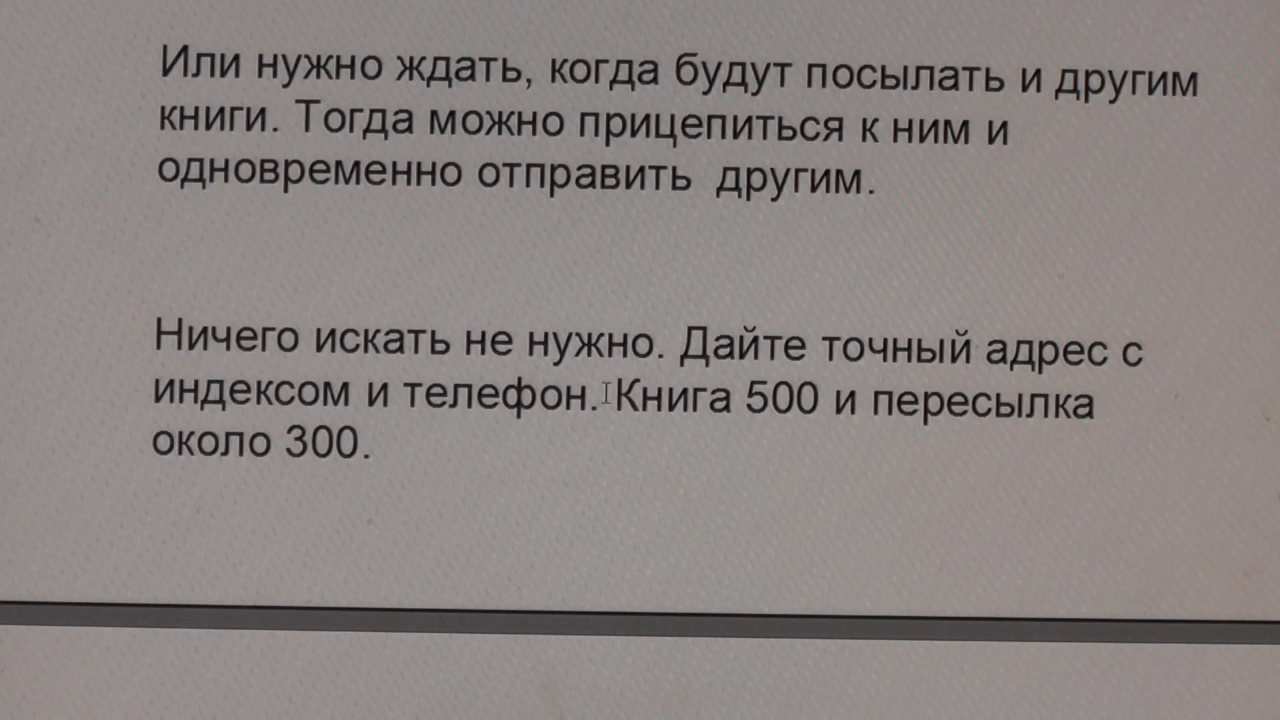 Или нужно ждать, когда будут посылать и другим
книги. Тогда можно прицепиться к ним и
одновременно отправить  другим.
Ничего искать не нужно. Дайте точный адрес с
индексом и телефон. Книга 500 и пересылка
около 300.